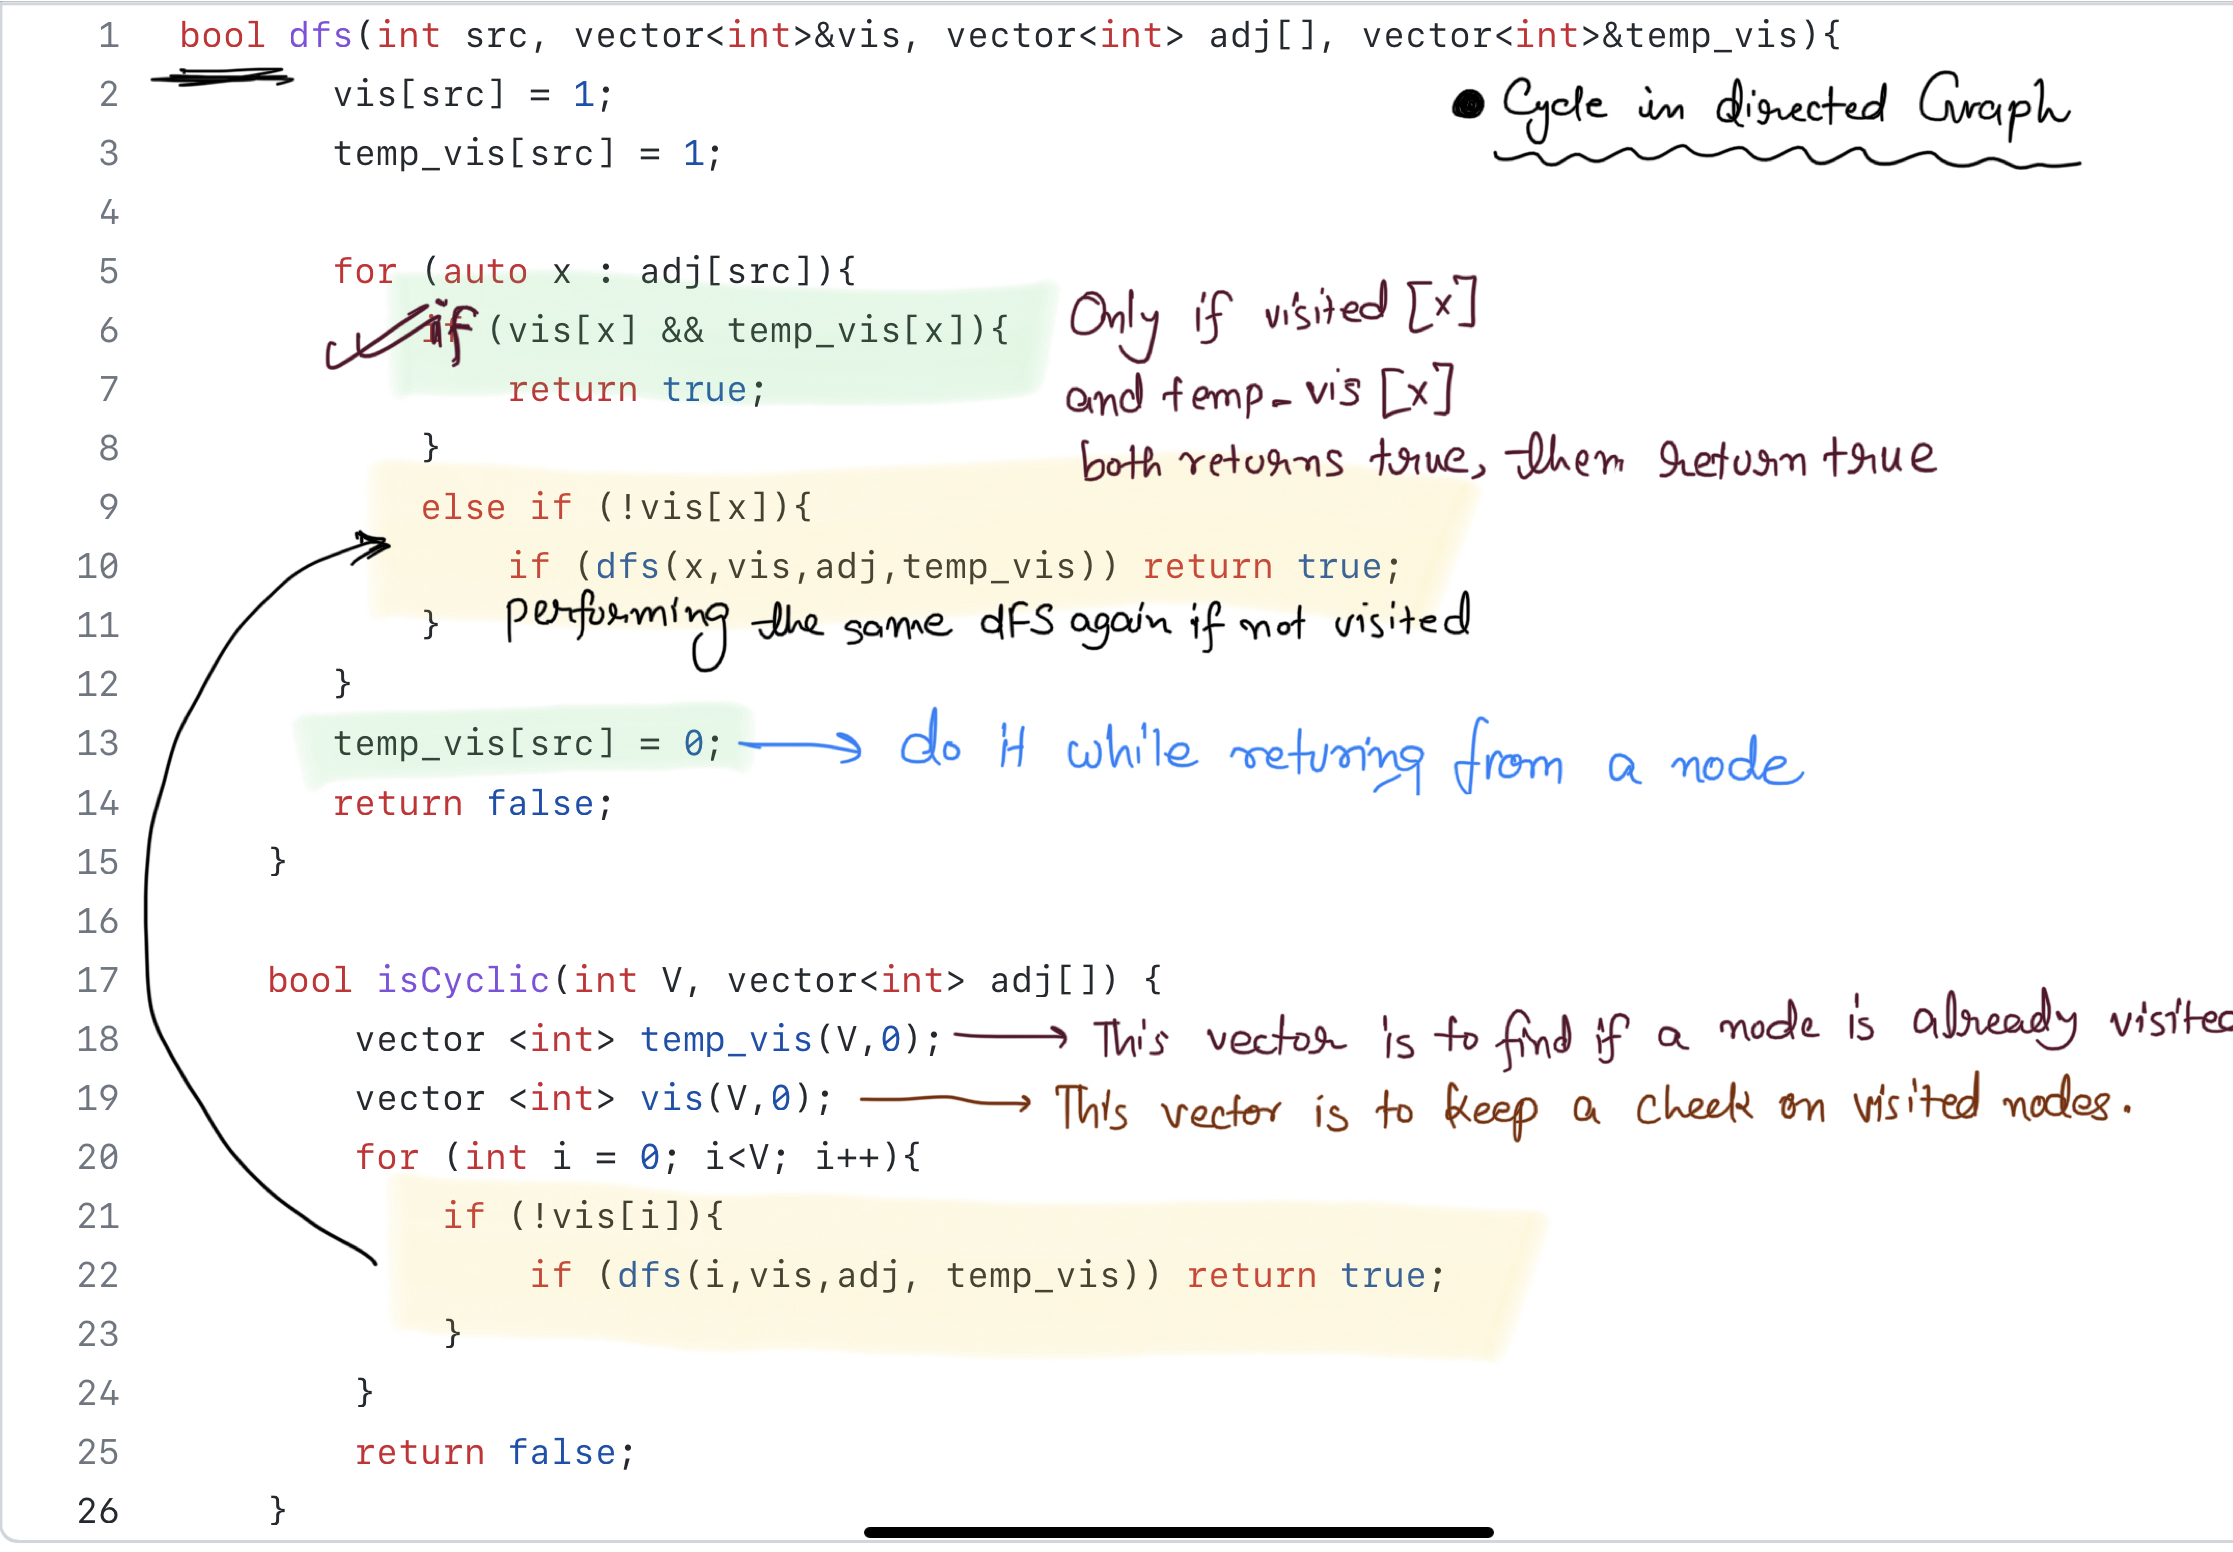 1 bool dfs(int src, vector<int>&vis, vector<int> adj[], vector<int>&temp_vis){
2 vis[src] = 1;
• Cycle in directed Graph
3 temp_vis[src] = 1;
4
5 for (auto x : adj[src]){
6 if (vis[x] && temp_vis[x]){
Only if visited [x]
7 return true;
and temp_vis [x]
8 }
both returns true, then return true
9 else if (!vis[x]){
10 if (dfs(x,vis,adj,temp_vis)) return true;
11 } performing the same dFS again if not visited
12 }
13 temp_vis[src] = 0; → do it while returing from a node
14 return false;
15 }
16
17 bool isCyclic(int V, vector<int> adj[]) {
18 vector <int> temp_vis(V,0); → This vector is to find if a node is already visited
19 vector <int> vis(V,0); → This vector is to keep a check on visited nodes.
20 for (int i = 0; i<V; i++){
21 if (!vis[i]){
22 if (dfs(i,vis,adj, temp_vis)) return true;
23 }
24 }
25 return false;
26 }